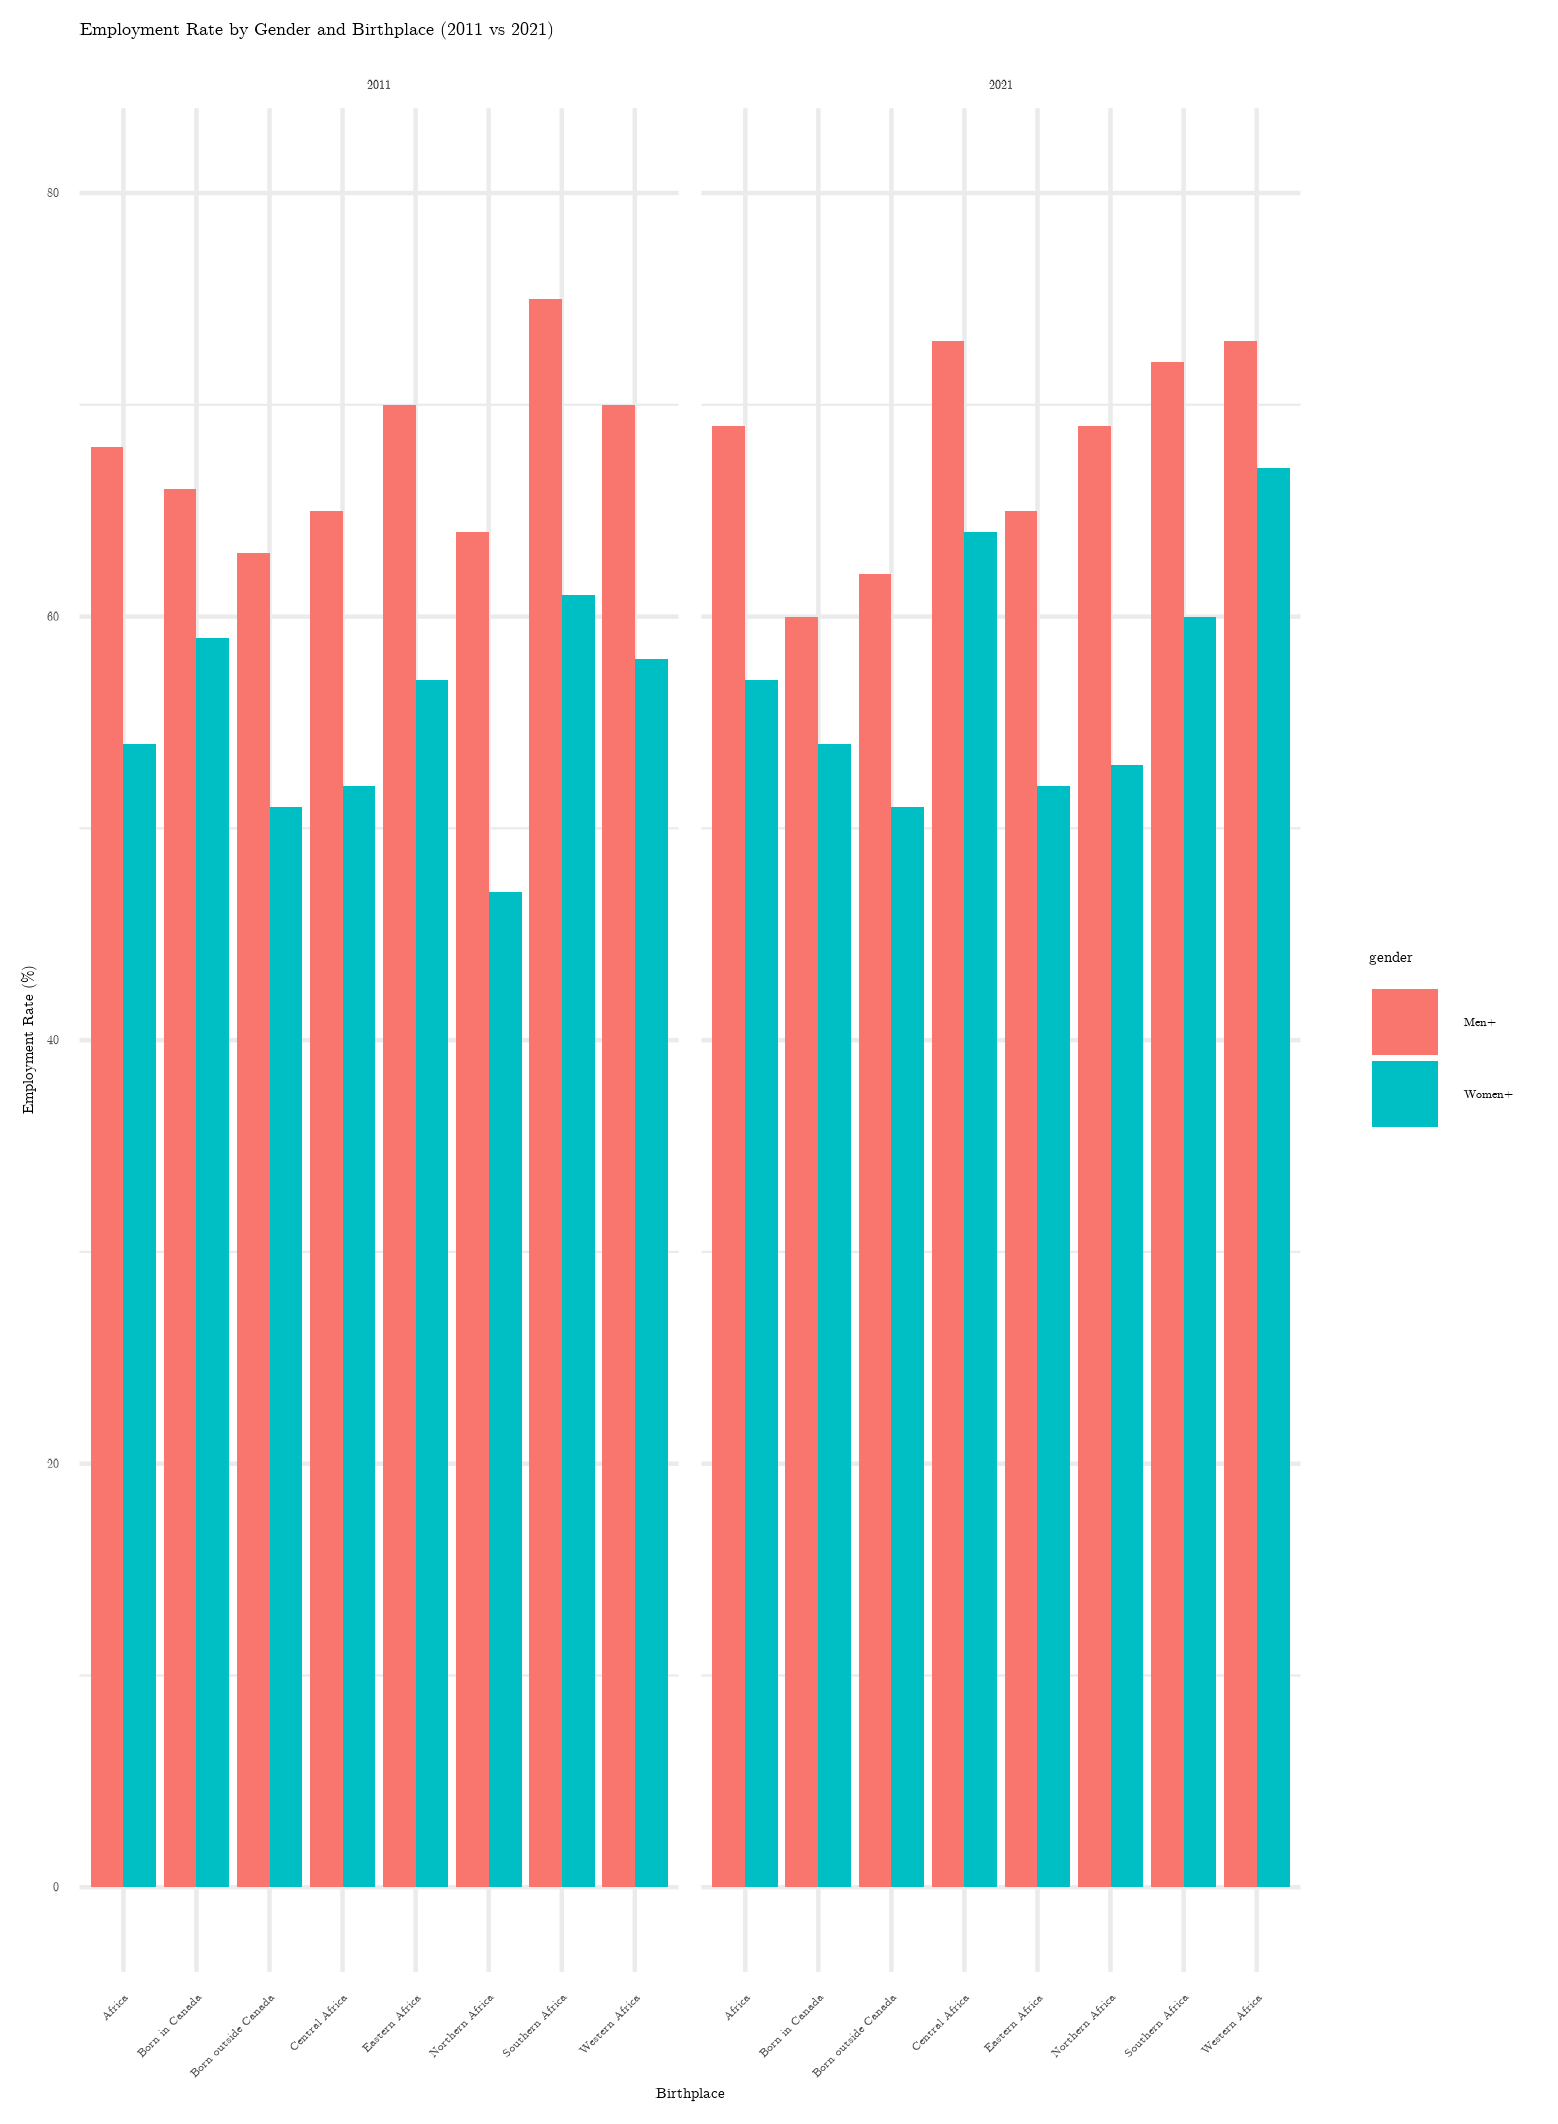 Employment Rate by Gender and Birthplace (2011 vs 2021)
2011
2021
80
60
40
20
0
Employment Rate (%)
Africa
Born in Canada
Born outside Canada
Central Africa
Eastern Africa
Northern Africa
Southern Africa
Western Africa
Africa
Born in Canada
Born outside Canada
Central Africa
Eastern Africa
Northern Africa
Southern Africa
Western Africa
Birthplace
gender
Men+
Women+